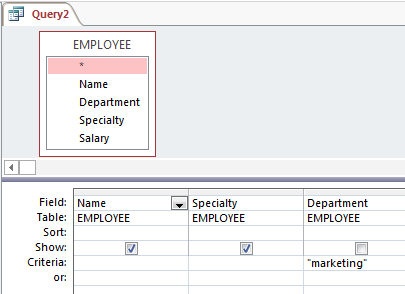 Query2
EMPLOYEE
*
Name
Department
Specialty
Salary
Field: Name Specialty Department
Table: EMPLOYEE EMPLOYEE EMPLOYEE
Sort:
Show:
Criteria: "marketing"
or: